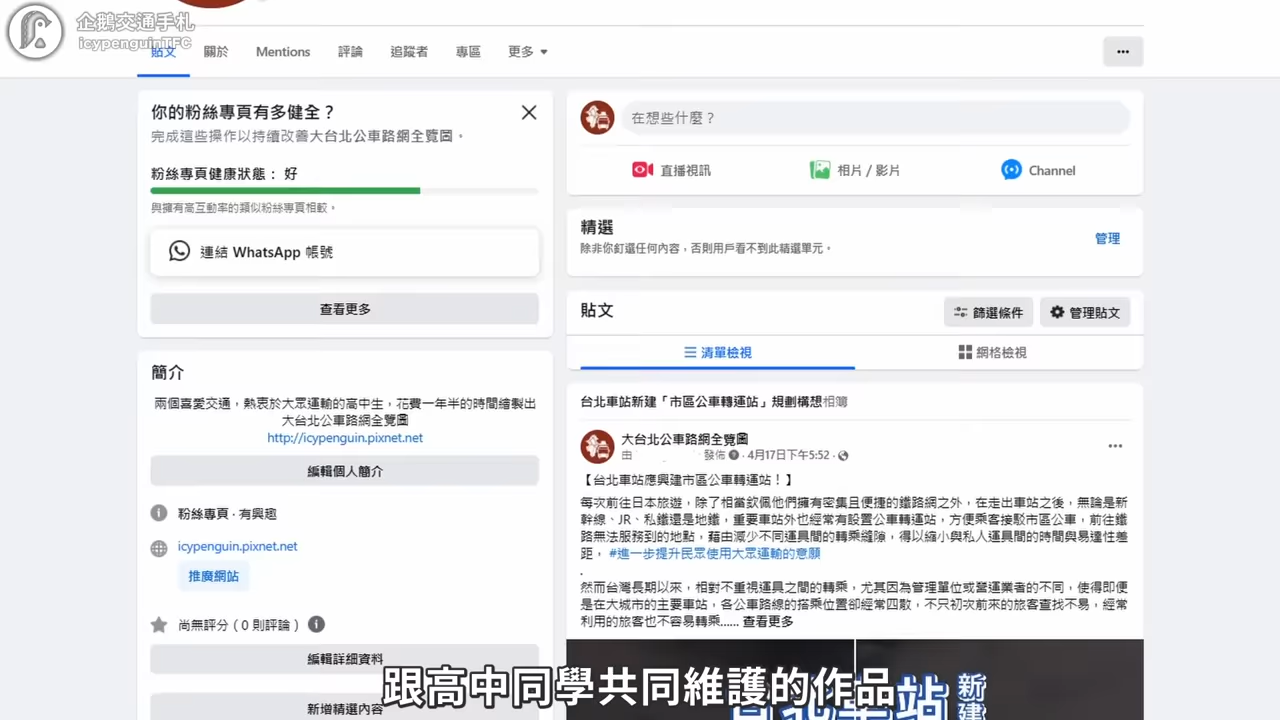 企鵝交通手札
icypenguinTFC
貼文
關於
Mentions
評論
追蹤者
專區
更多
你的粉絲專頁有多健全？
完成這些操作以持續改善大台北公車路網全覽圖。
粉絲專頁健康狀態： 好
與擁有高互動率的類似粉絲專頁相較。
連結 WhatsApp 帳號
查看更多
簡介
兩個喜愛交通，熱衷於大眾運輸的高中生，花費一年半的時間繪製出
大台北公車路網全覽圖
http://icypenguin.pixnet.net
編輯個人簡介
粉絲專頁 · 有興趣
icypenguin.pixnet.net
推廣網站
尚無評分（0 則評論）
編輯詳細資料
新增精選內容
在想些什麼？
直播視訊
相片 / 影片
Channel
精選
除非你釘選任何內容，否則用戶看不到此精選單元。
管理
貼文
篩選條件
管理貼文
清單檢視
網格檢視
台北車站新建「市區公車轉運站」規劃構想相簿
大台北公車路網全覽圖
由
發佈 · 4月17日下午5:52 ·
【台北車站應興建市區公車轉運站！】
每次前往日本旅遊，除了相當欽佩他們擁有密集且便捷的鐵路網之外，在走出車站之後，無論是新
幹線、JR、私鐵還是地鐵，重要車站外也經常有設置公車轉運站，方便乘客接駁市區公車，前往鐵
路無法服務到的地點，藉由減少不同運具間的轉乘縫隙，得以縮小與私人運具間的時間與易達性差
距， #進一步提升民眾使用大眾運輸的意願
.
然而台灣長期以來，相對不重視運具之間的轉乘，尤其因為管理單位或營運業者的不同，使得即便
是在大城市的主要車站，各公車路線的搭乘位置卻經常四散，不只初次前來的旅客查找不易，經常
利用的旅客也不容易轉乘...... 查看更多
台北車站
新建
跟高中同學共同維護的作品